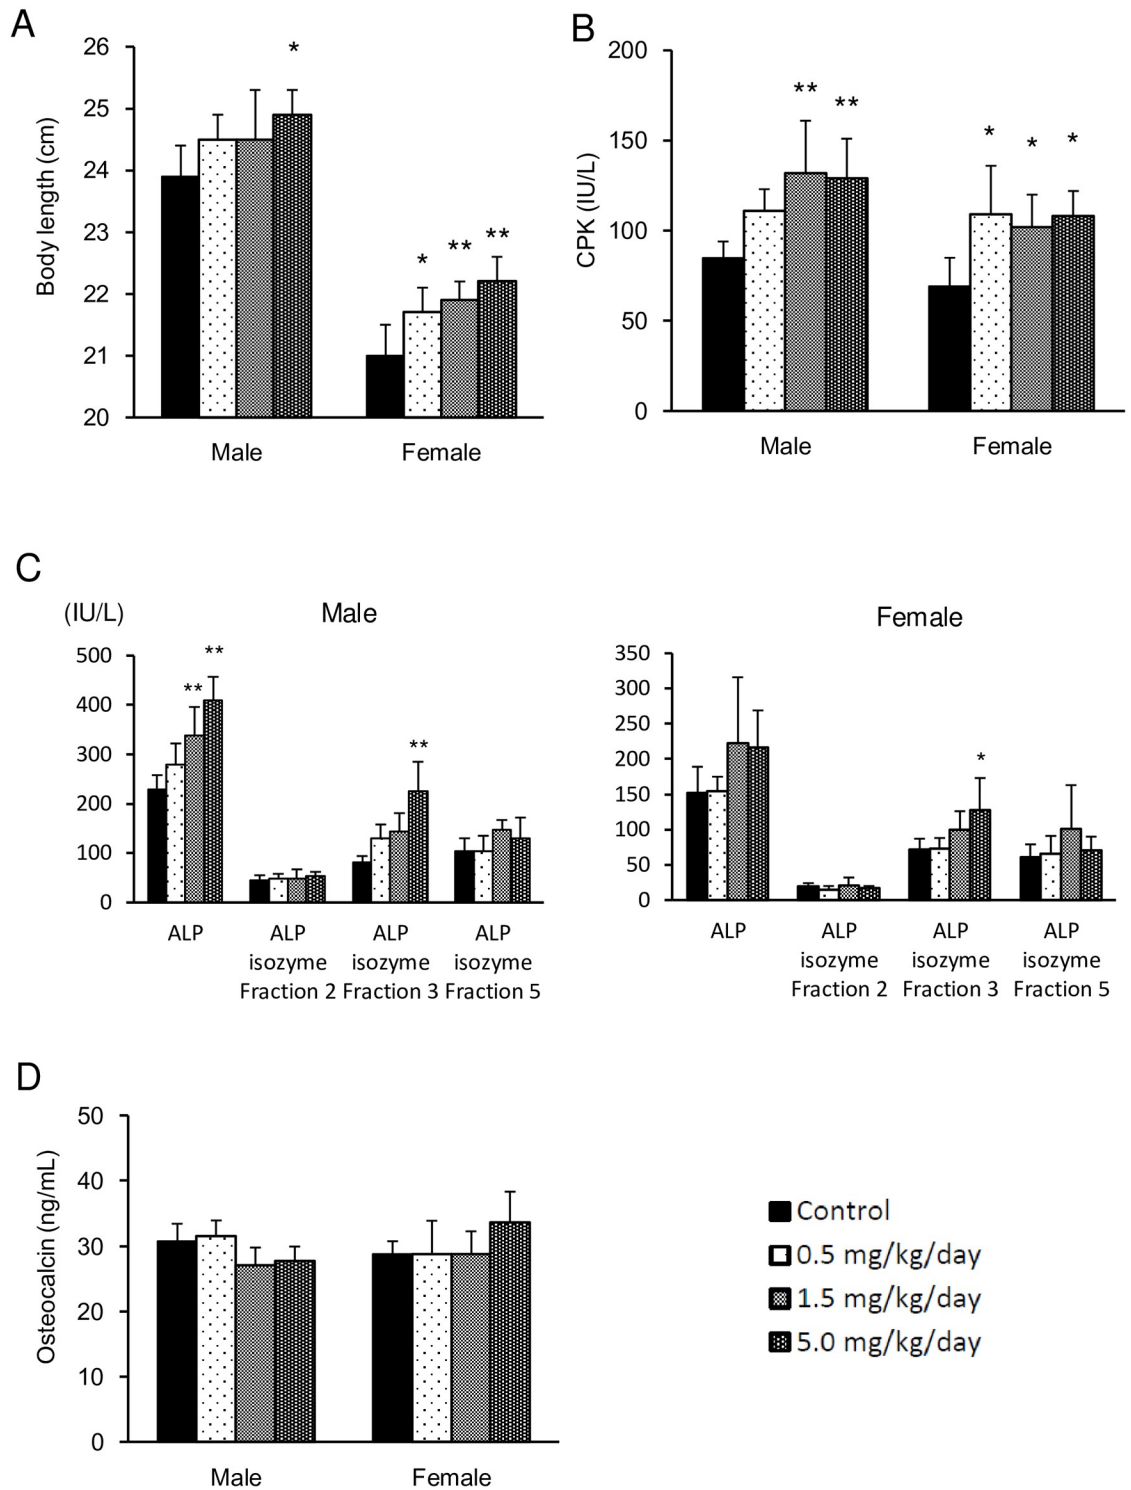 A
Body length (cm)
26
25
24
23
22
21
20
*
*
**
**
Male
Female
B
CPK (IU/L)
200
150
100
50
0
**
**
*
*
*
Male
Female
C
(IU/L)
Male
500
400
300
200
100
0
**
**
**
ALP
ALP
isozyme
Fraction 2
ALP
isozyme
Fraction 3
ALP
isozyme
Fraction 5
Female
350
300
250
200
150
100
50
0
*
ALP
ALP
isozyme
Fraction 2
ALP
isozyme
Fraction 3
ALP
isozyme
Fraction 5
D
Osteocalcin (ng/mL)
50
40
30
20
10
0
Male
Female
Control
0.5 mg/kg/day
1.5 mg/kg/day
5.0 mg/kg/day